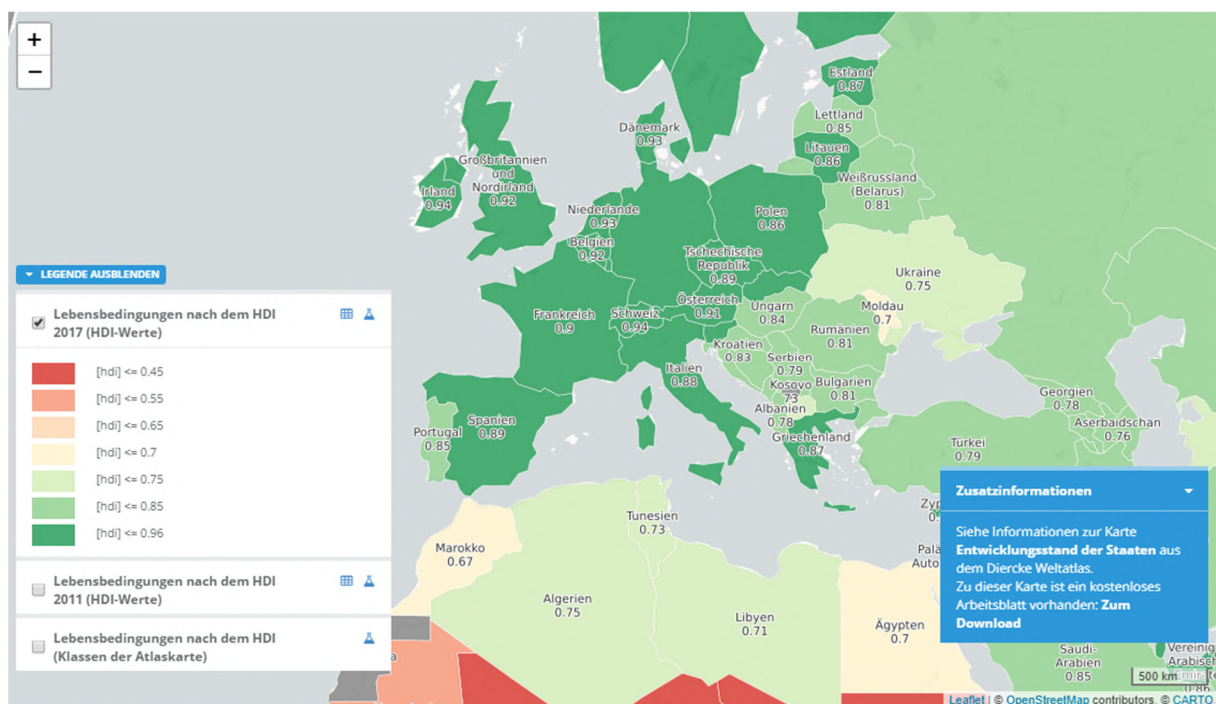 +
−
Estland
0.87
Lettland
0.85
Dänemark
0.93
Litauen
0.86
Großbritannien
und
Nordirland
0.92
Weißrussland
(Belarus)
0.81
Irland
0.94
Niederlande
0.93
Polen
0.86
Belgien
0.92
Tschechische
Republik
0.89
Ukraine
0.75
Frankreich
0.9
Schweiz
0.94
Österreich
0.91
Ungarn
0.84
Moldau
0.7
Rumänien
0.81
Kroatien
0.83
Serbien
0.79
Italien
0.88
Kosovo
73
Bulgarien
0.81
Albanien
0.78
Georgien
0.78
Aserbaidschan
0.76
Portugal
0.85
Spanien
0.89
Griechenland
0.87
Türkei
0.79
Tunesien
0.73
Marokko
0.67
Algerien
0.75
Libyen
0.71
Ägypten
0.7
Saudi-
Arabien
0.85
Arabisch
0.86
LEGENDE AUSBLENDEN
Lebensbedingungen nach dem HDI
2017 (HDI-Werte)
[hdi] <= 0.45
[hdi] <= 0.55
[hdi] <= 0.65
[hdi] <= 0.7
[hdi] <= 0.75
[hdi] <= 0.85
[hdi] <= 0.96
Lebensbedingungen nach dem HDI
2011 (HDI-Werte)
Lebensbedingungen nach dem HDI
(Klassen der Atlaskarte)
Zusatzinformationen
Siehe Informationen zur Karte
Entwicklungsstand der Staaten aus
dem Diercke Weltatlas.
Zu dieser Karte ist ein kostenloses
Arbeitsblatt vorhanden: Zum
Download
500 km
Leaflet | © OpenStreetMap contributors, © CARTO